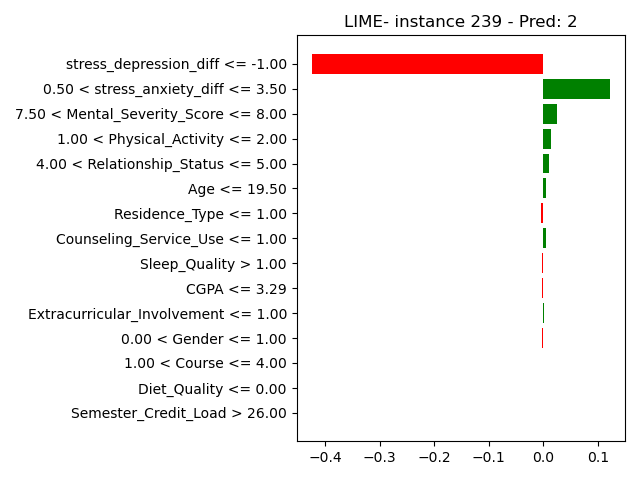 LIME- instance 239 - Pred: 2
stress_depression_diff <= -1.00
0.50 < stress_anxiety_diff <= 3.50
7.50 < Mental_Severity_Score <= 8.00
1.00 < Physical_Activity <= 2.00
4.00 < Relationship_Status <= 5.00
Age <= 19.50
Residence_Type <= 1.00
Counseling_Service_Use <= 1.00
Sleep_Quality > 1.00
CGPA <= 3.29
Extracurricular_Involvement <= 1.00
0.00 < Gender <= 1.00
1.00 < Course <= 4.00
Diet_Quality <= 0.00
Semester_Credit_Load > 26.00
−0.4 −0.3 −0.2 −0.1 0.0 0.1